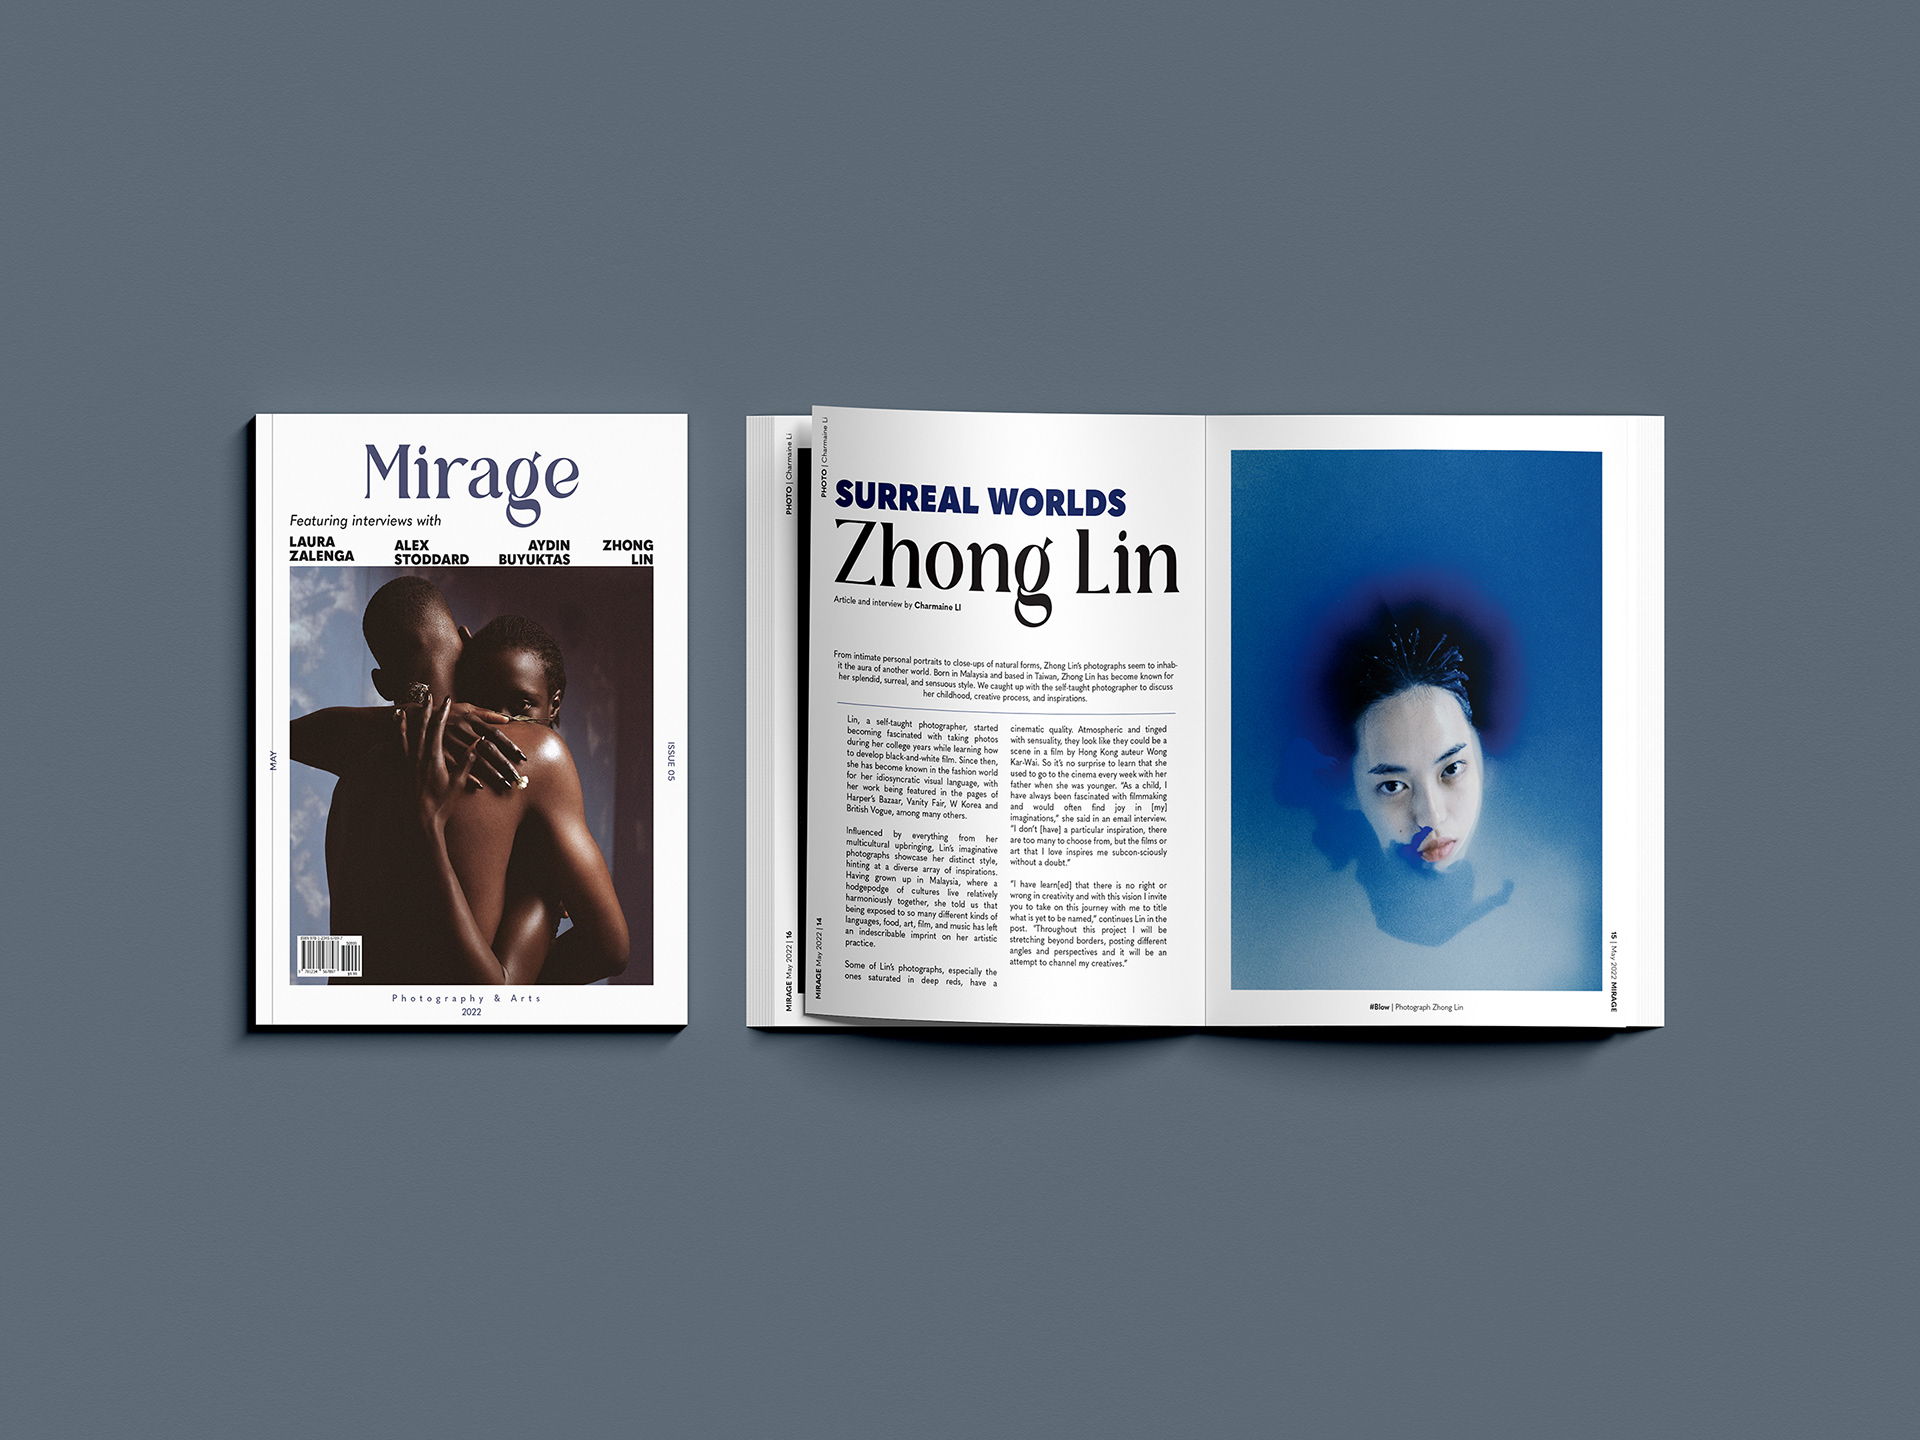 Mirage
Featuring interviews with
LAURA
ZALENGA
ALEX
STODDARD
AYDIN
BUYUKTAS
ZHONG
LIN
MAY
ISSUE 05
Photography & Arts
2022
PHOTO | Charmaine Li
MIRAGE May 2022 | 16
PHOTO | Charmaine Li
MIRAGE May 2022 | 14
SURREAL WORLDS
Zhong Lin
Article and interview by Charmaine LI
From intimate personal portraits to close-ups of natural forms, Zhong Lin's photographs seem to inhab-
it the aura of another world. Born in Malaysia and based in Taiwan, Zhong Lin has become known for
her splendid, surreal, and sensuous style. We caught up with the self-taught photographer to discuss
her childhood, creative process, and inspirations.
Lin, a self-taught photographer, started
becoming fascinated with taking photos
during her college years while learning how
to develop black-and-white film. Since then,
she has become known in the fashion world
for her idiosyncratic visual language, with
her work being featured in the pages of
Harper's Bazaar, Vanity Fair, W Korea and
British Vogue, among many others.
Influenced by everything from her
multicultural upbringing, Lin's imaginative
photographs showcase her distinct style,
hinting at a diverse array of inspirations.
Having grown up in Malaysia, where a
hodgepodge of cultures live relatively
harmoniously together, she told us that
being exposed to so many different kinds of
languages, food, art, film, and music has left
an indescribable imprint on her artistic
practice.
Some of Lin's photographs, especially the
ones saturated in deep reds, have a
cinematic quality. Atmospheric and tinged
with sensuality, they look like they could be a
scene in a film by Hong Kong auteur Wong
Kar-Wai. So it's no surprise to learn that she
used to go to the cinema every week with her
father when she was younger. "As a child, I
have always been fascinated with filmmaking
and would often find joy in [my]
imaginations," she said in an email interview.
"I don't [have] a particular inspiration, there
are too many to choose from, but the films or
art that I love inspires me subcon-sciously
without a doubt."
"I have learn[ed] that there is no right or
wrong in creativity and with this vision I invite
you to take on this journey with me to title
what is yet to be named," continues Lin in the
post. "Throughout this project I will be
stretching beyond borders, posting different
angles and perspectives and it will be an
attempt to channel my creatives."
#Blow | Photograph Zhong Lin
15 | May 2022 MIRAGE